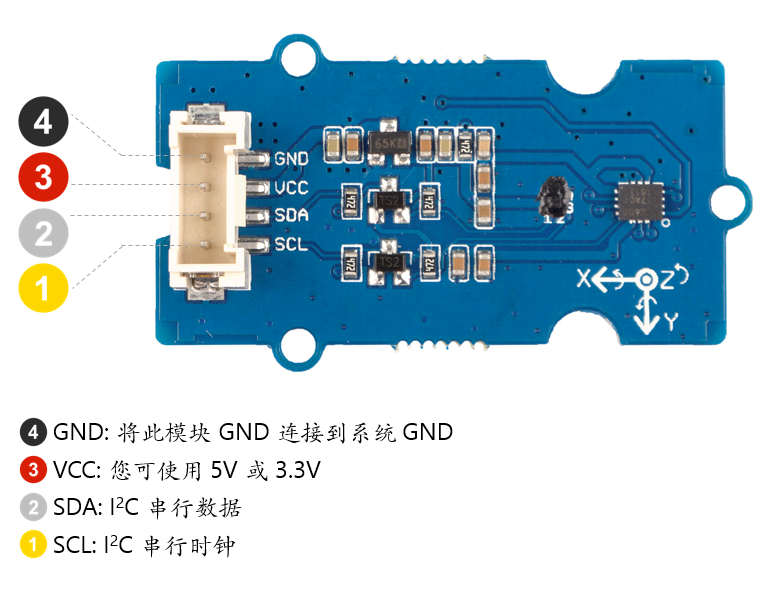 4
GND
3
VCC
2
SDA
1
SCL
65K
472
472
TS2
472
472
TS2
472
X
Z
Y
4 GND: 将此模块 GND 连接到系统 GND
3 VCC: 您可使用 5V 或 3.3V
2 SDA: I²C 串行数据
1 SCL: I²C 串行时钟